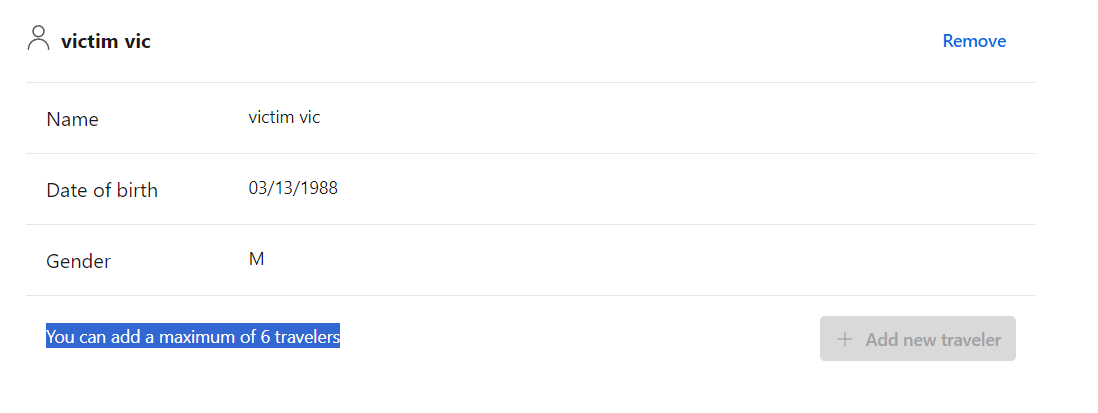 victim vic
Remove
Name
victim vic
Date of birth
03/13/1988
Gender
M
You can add a maximum of 6 travelers
+ Add new traveler